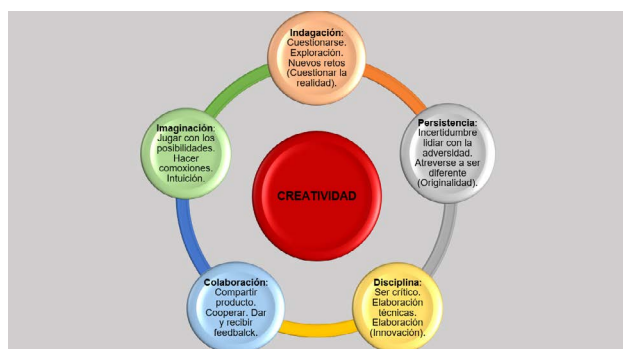 Indagación:
Cuestionarse.
Exploración.
Nuevos retos
(Cuestionar la
realidad).
Persistencia:
Incertidumbre
lidiar con la
adversidad.
Atreverse a ser
diferente
(Originalidad).
Imaginación:
Jugar con los
posibilidades.
Hacer
comoxiones.
Intuición.
CREATIVIDAD
Colaboración:
Compartir
producto.
Cooperar. Dar
y recibir
feedbalck.
Disciplina:
Ser crítico.
Elaboración
técnicas.
Elaboración
(Innovación).